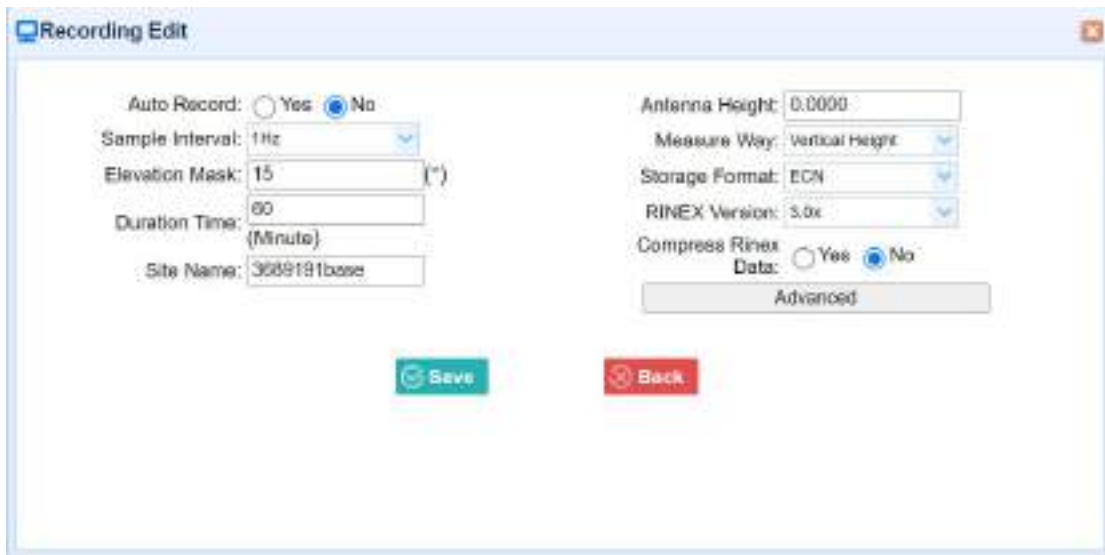 Recording Edit
Auto Record: Yes No
Sample Interval: 1Hz
Elevation Mask: 15 (°)
Duration Time: 60
(Minute)
Site Name: 3689191base
Antenna Height: 0.0000
Measure Way: Vertical Height
Storage Format: ECN
RINEX Version: 3.0x
Compress Rinex
Data: Yes No
Advanced
Save
Back